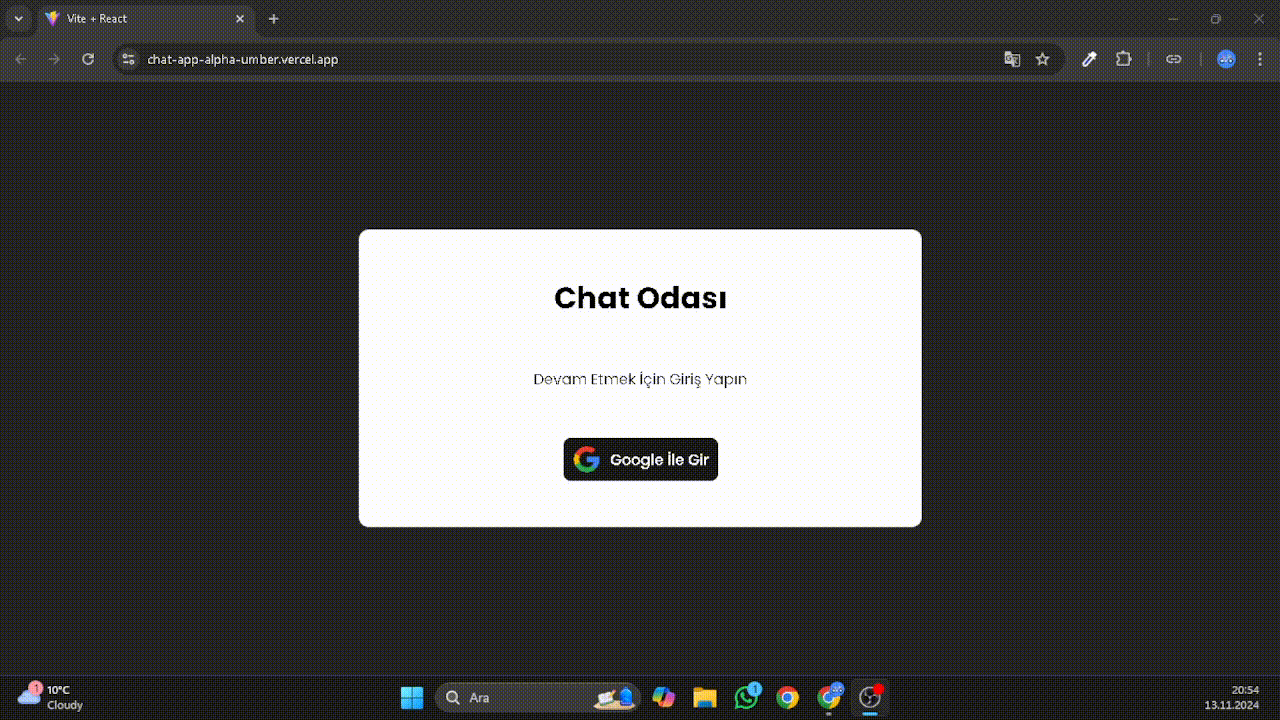 Vite + React
chat-app-alpha-umber.vercel.app
Chat Odası
Devam Etmek İçin Giriş Yapın
Google İle Gir
1
10°C
Cloudy
Ara
1
20:54
13.11.2024